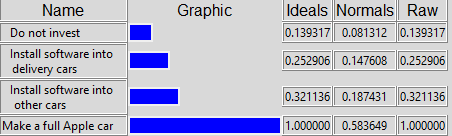 Name Graphic Ideals Normals Raw
Do not invest 0.139317 0.081312 0.139317
Install software into
delivery cars 0.252906 0.147608 0.252906
Install software into
other cars 0.321136 0.187431 0.321136
Make a full Apple car 1.000000 0.583649 1.000000